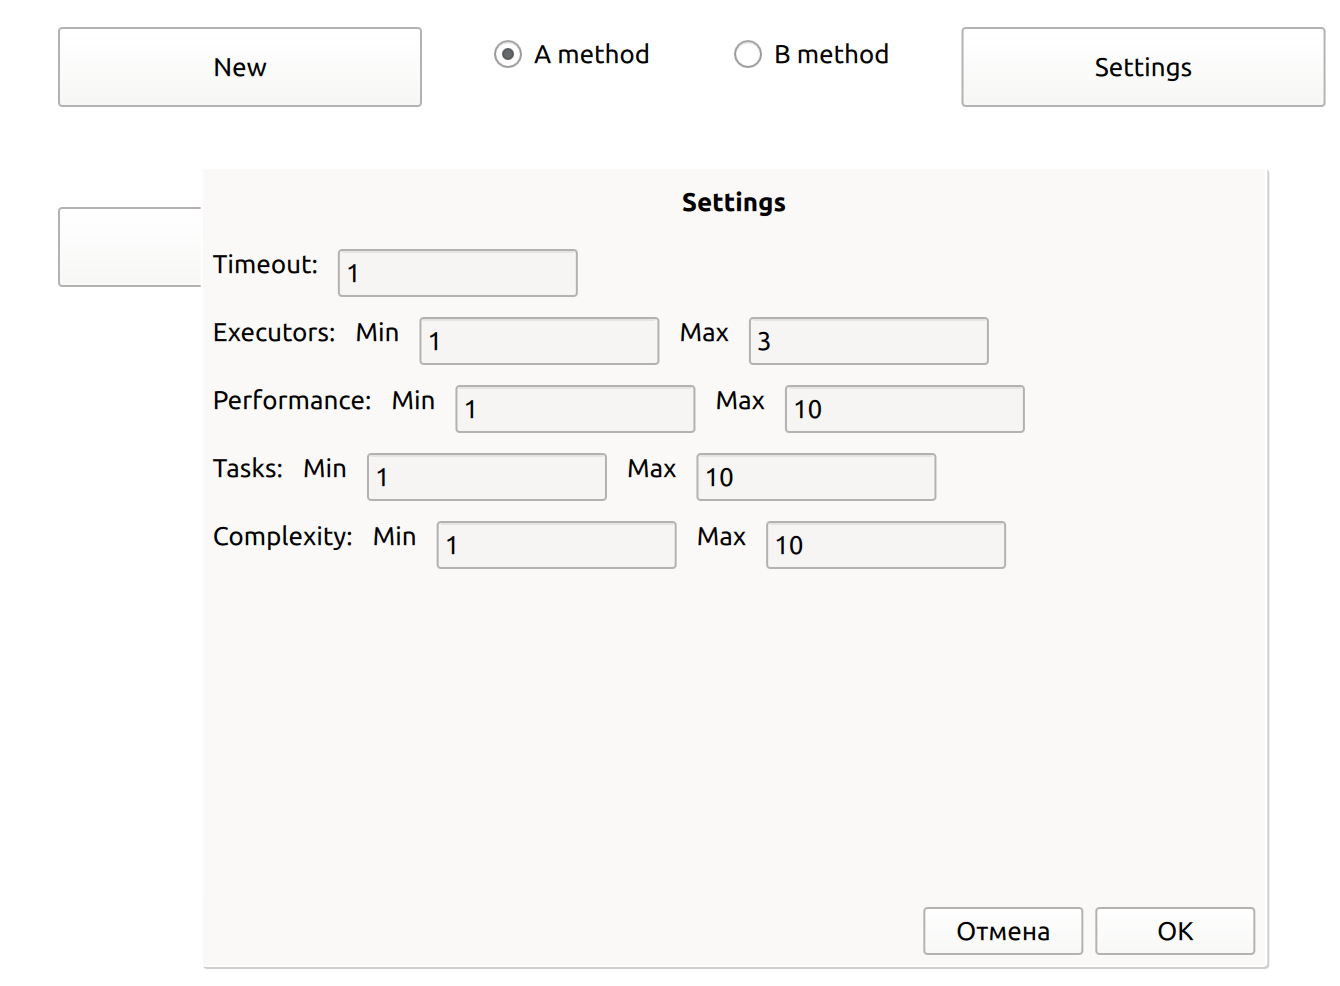 New A method B method Settings
Settings
Timeout: 1
Executors: Min 1 Max 3
Performance: Min 1 Max 10
Tasks: Min 1 Max 10
Complexity: Min 1 Max 10
Отмена OK